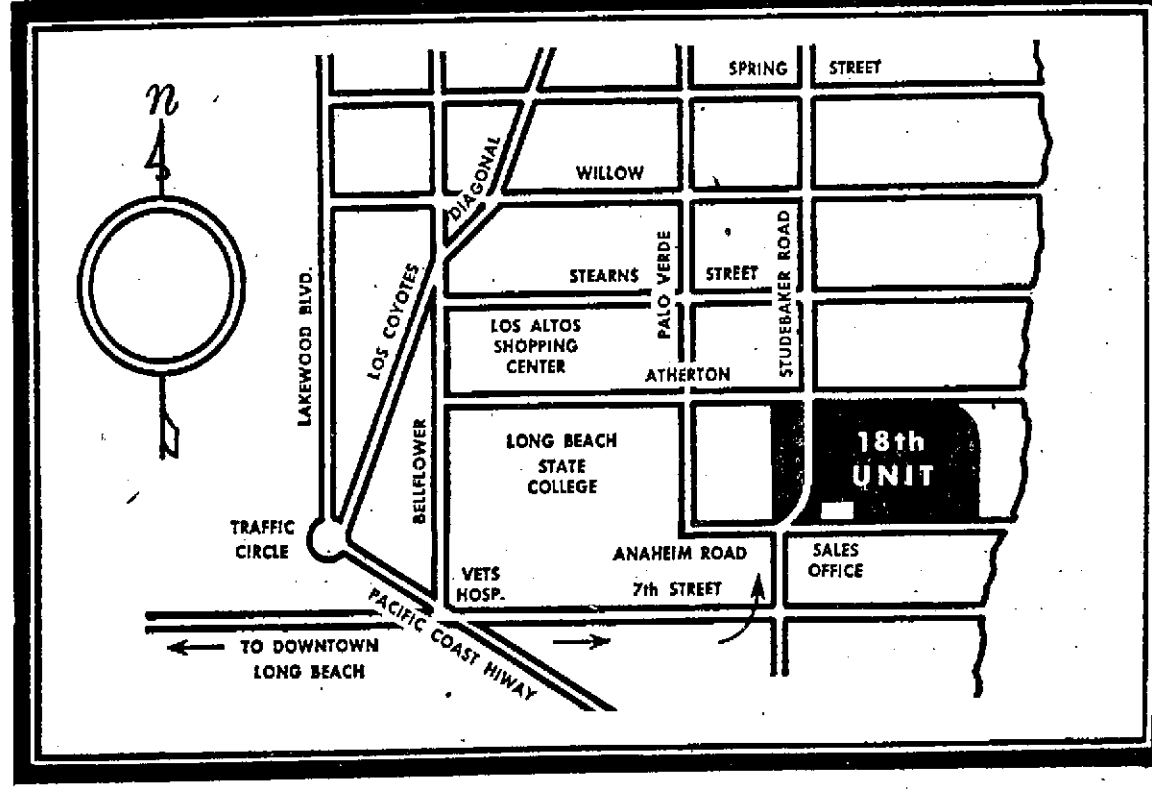 SPRING STREET
n
DIAGONAL
WILLOW
LAKEWOOD BLVD.
LOS COYOTES
STEARNS STREET
PALO VERDE
STUDEBAKER ROAD
LOS ALTOS
SHOPPING
CENTER
ATHERTON
BELLFLOWER
LONG BEACH
STATE
COLLEGE
18th
UNIT
TRAFFIC
CIRCLE
ANAHEIM ROAD
SALES
OFFICE
VETS
HOSP.
7th STREET
PACIFIC COAST HIWAY
TO DOWNTOWN
LONG BEACH